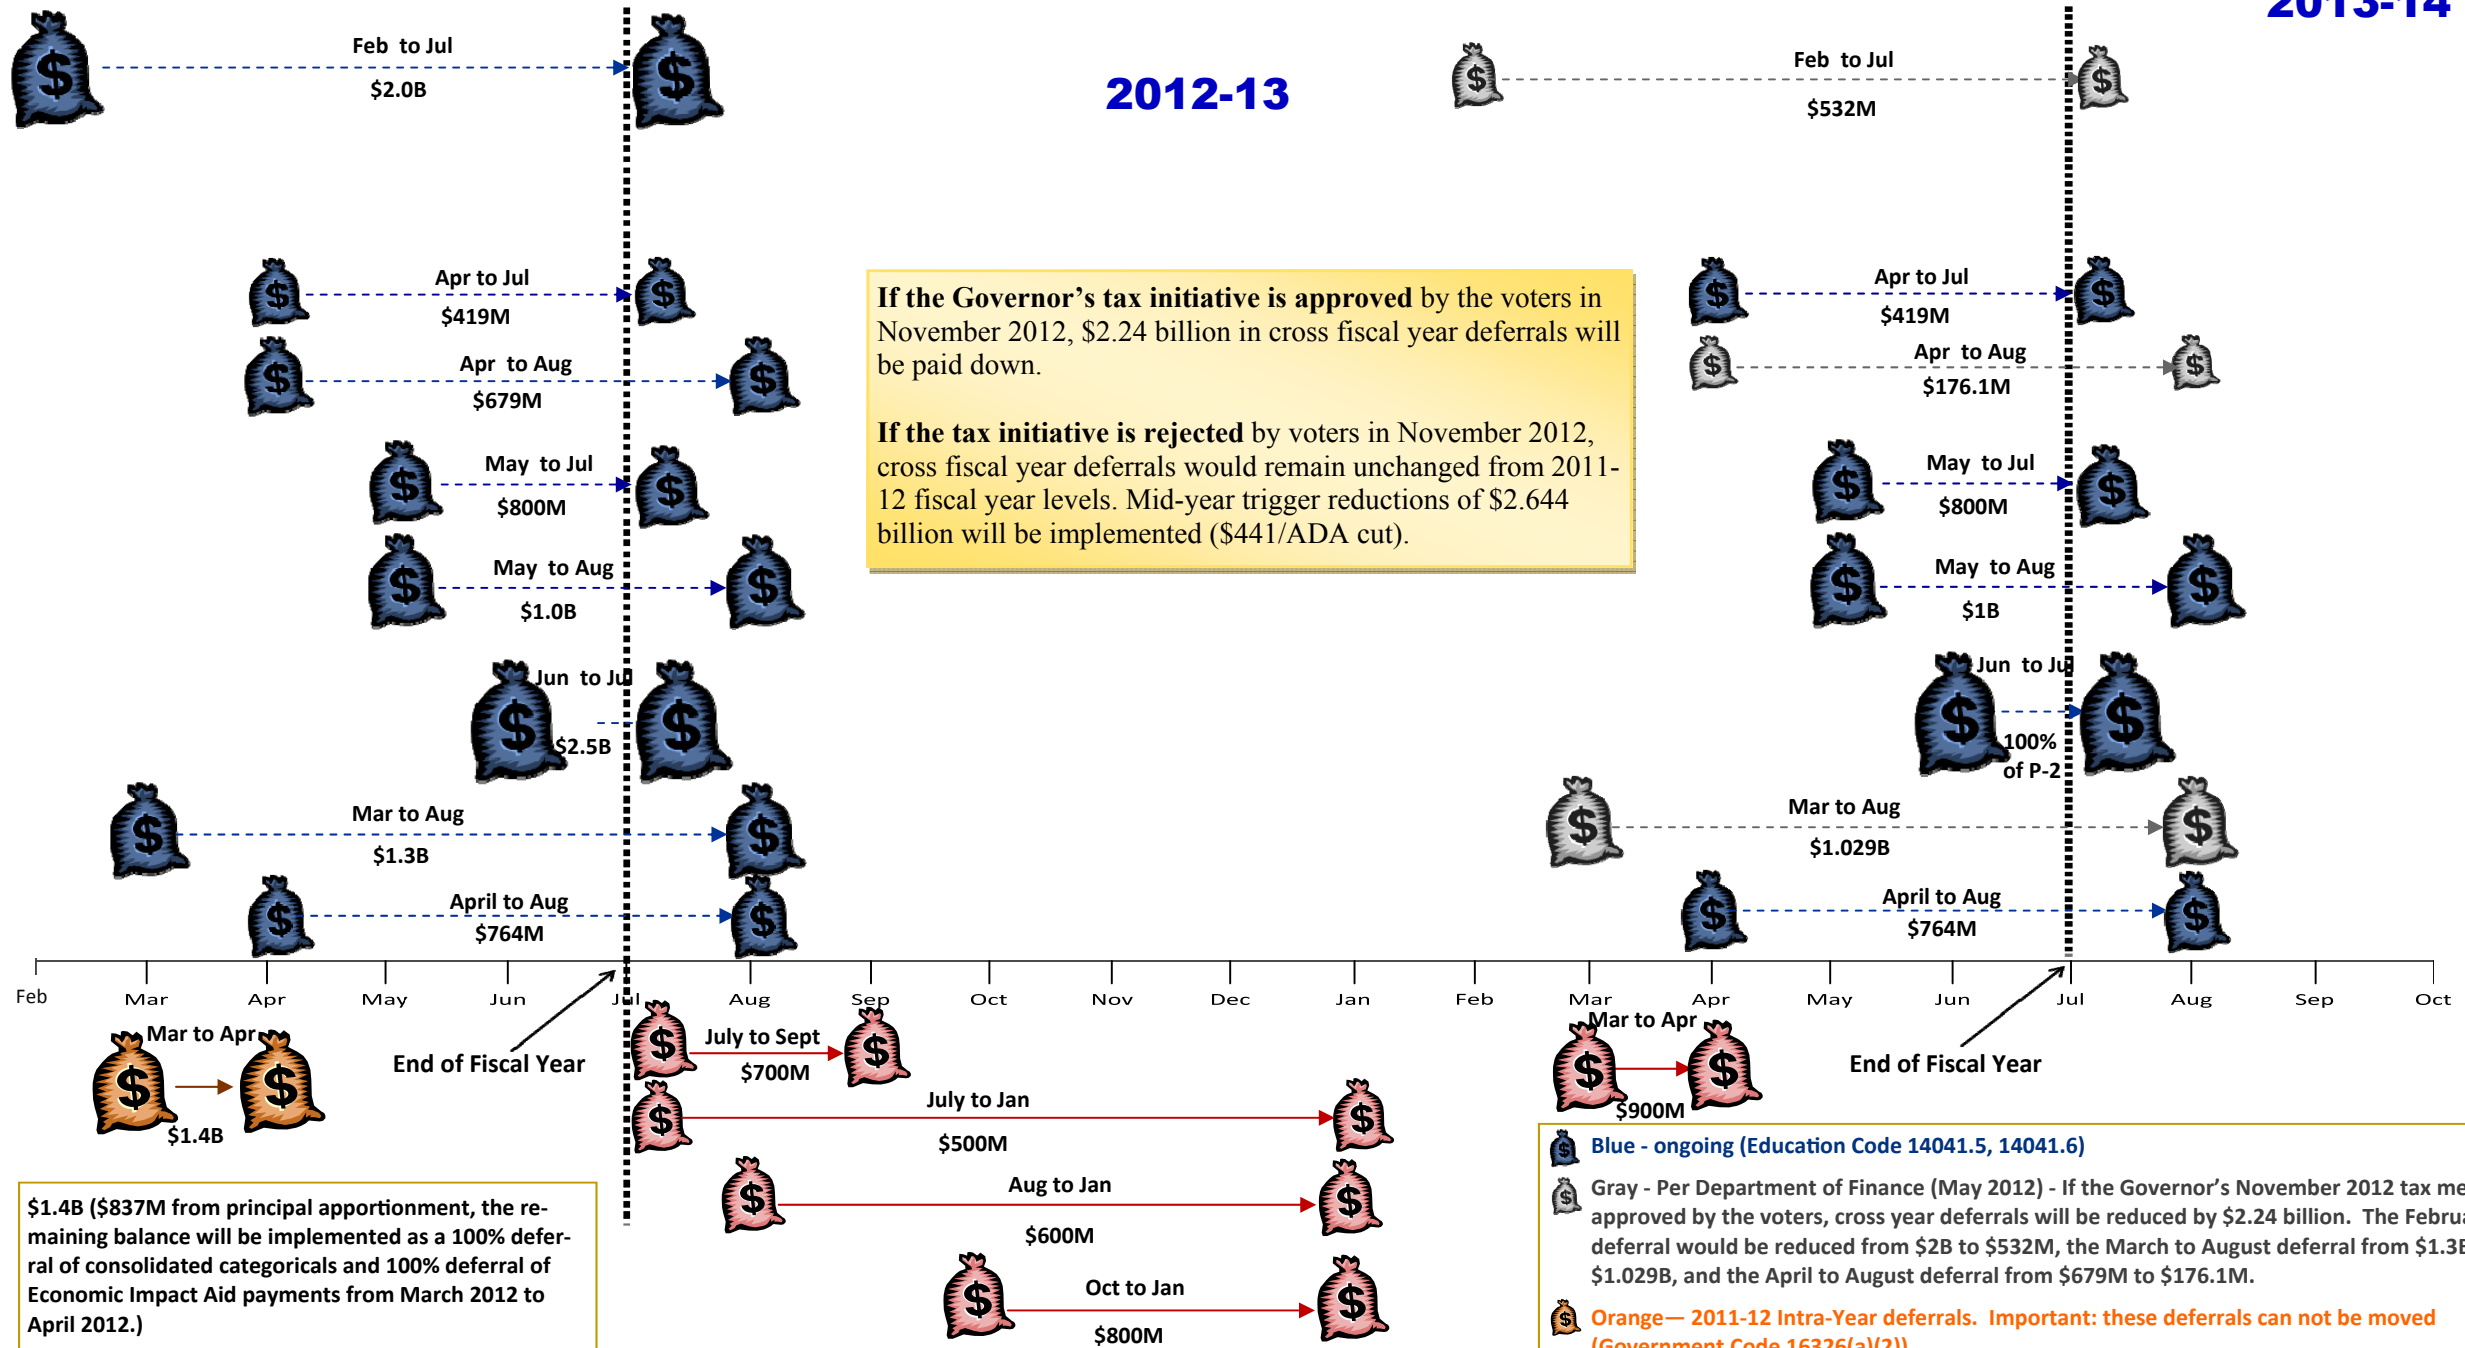 2013-14
2012-13
Feb to Jul
$2.0B
Feb to Jul
$532M
Apr to Jul
$419M
Apr to Aug
$679M
May to Jul
$800M
May to Aug
$1.0B
Jun to Jul
$2.5B
Mar to Aug
$1.3B
April to Aug
$764M
If the Governor's tax initiative is approved by the voters in
November 2012, $2.24 billion in cross fiscal year deferrals will
be paid down.
If the tax initiative is rejected by voters in November 2012,
cross fiscal year deferrals would remain unchanged from 2011-
12 fiscal year levels. Mid-year trigger reductions of $2.644
billion will be implemented ($441/ADA cut).
Apr to Jul
$419M
Apr to Aug
$176.1M
May to Jul
$800M
May to Aug
$1B
Jun to Jul
100%
of P-2
Mar to Aug
$1.029B
April to Aug
$764M
Feb Mar Apr May Jun Jul Aug Sep Oct Nov Dec Jan Feb Mar Apr May Jun Jul Aug Sep Oct
Mar to Apr
$1.4B
End of Fiscal Year
July to Sept
$700M
July to Jan
$500M
Aug to Jan
$600M
Oct to Jan
$800M
Mar to Apr
$900M
End of Fiscal Year
$1.4B ($837M from principal apportionment, the re-
maining balance will be implemented as a 100% defer-
ral of consolidated categoricals and 100% deferral of
Economic Impact Aid payments from March 2012 to
April 2012.)
Blue - ongoing (Education Code 14041.5, 14041.6)
Gray - Per Department of Finance (May 2012) - If the Governor's November 2012 tax me
approved by the voters, cross year deferrals will be reduced by $2.24 billion. The Februa
deferral would be reduced from $2B to $532M, the March to August deferral from $1.3B
$1.029B, and the April to August deferral from $679M to $176.1M.
Orange— 2011-12 Intra-Year deferrals. Important: these deferrals can not be moved
(Government Code 16326(a)(2))